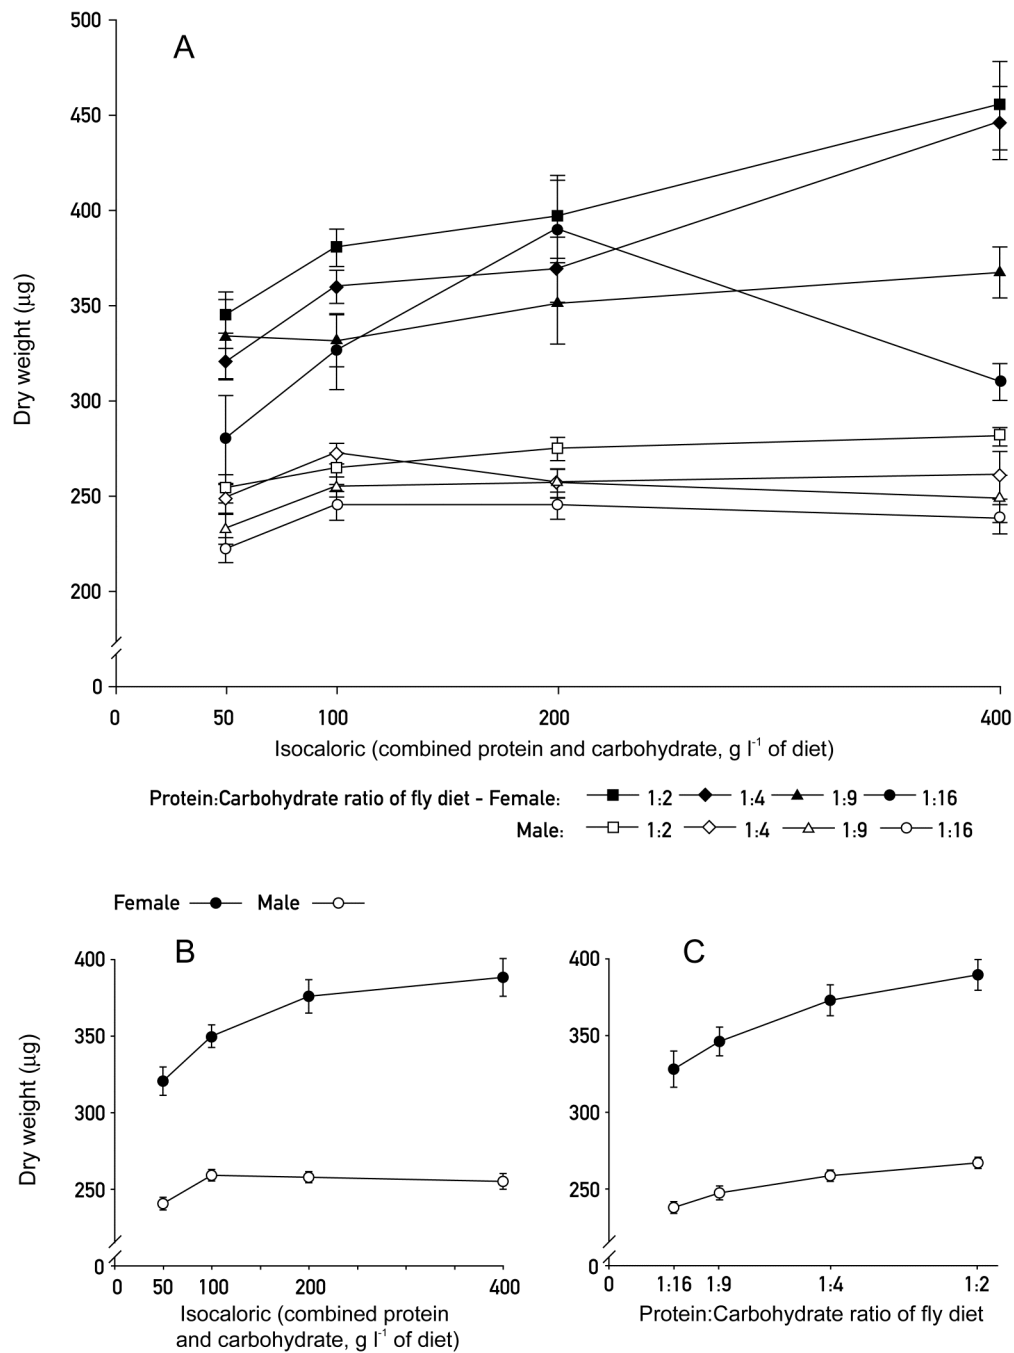 A
500
450
400
350
300
250
200
0
Dry weight (µg)
0 50 100 200 400
Isocaloric (combined protein and carbohydrate, g l⁻¹ of diet)
Protein:Carbohydrate ratio of fly diet - Female: 1:2 1:4 1:9 1:16
Male: 1:2 1:4 1:9 1:16
Female Male
B
400
350
300
250
0
Dry weight (µg)
0 50 100 200 400
Isocaloric (combined protein
and carbohydrate, g l⁻¹ of diet)
C
400
350
300
250
0
0 1:16 1:9 1:4 1:2
Protein:Carbohydrate ratio of fly diet